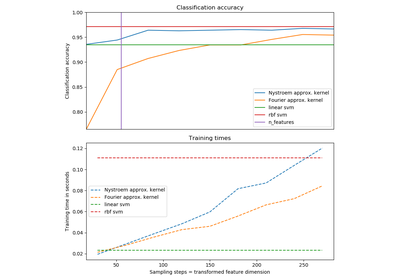 Classification accuracy
Classification accuracy
1.00
0.95
0.90
0.85
0.80
Nystroem approx. kernel
Fourier approx. kernel
linear svm
rbf svm
n_features
Training times
Training time in seconds
0.12
0.10
0.08
0.06
0.04
0.02
Nystroem approx. kernel
Fourier approx. kernel
linear svm
rbf svm
50
100
150
200
250
Sampling steps = transformed feature dimension